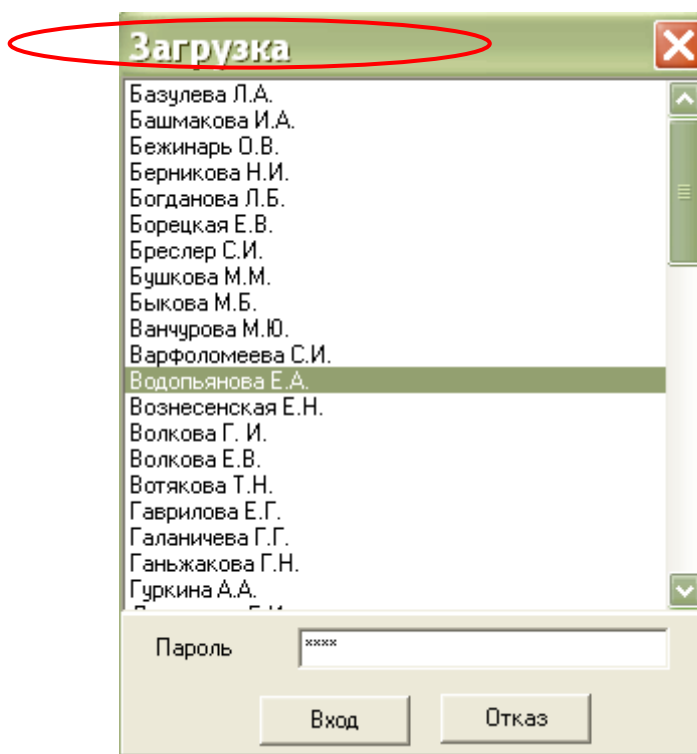 Загрузка
Базулева Л.А.
Башмакова И.А.
Бежинарь О.В.
Берникова Н.И.
Богданова Л.Б.
Борецкая Е.В.
Бреслер С.И.
Бушкова М.М.
Быкова М.Б.
Ванчурова М.Ю.
Варфоломеева С.И.
Водопьянова Е.А.
Вознесенская Е.Н.
Волкова Г. И.
Волкова Е.В.
Вотякова Т.Н.
Гаврилова Е.Г.
Галаничева Г.Г.
Ганьжакова Г.Н.
Гуркина А.А.
Пароль ××××
Вход Отказ